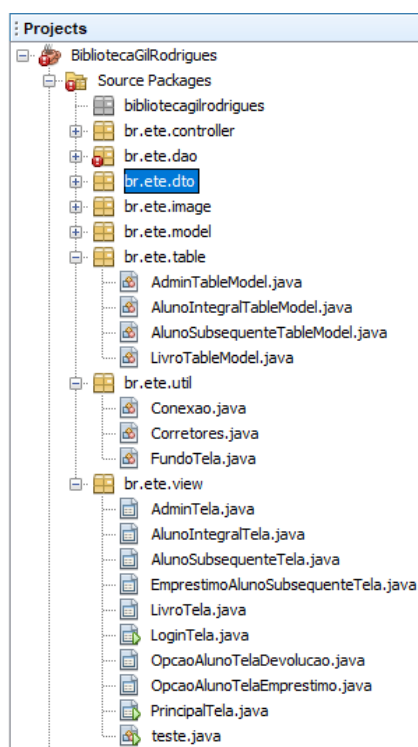 Projects
BibliotecaGilRodrigues
Source Packages
bibliotecagilrodrigues
br.ete.controller
br.ete.dao
br.ete.dto
br.ete.image
br.ete.model
br.ete.table
AdminTableModel.java
AlunoIntegralTableModel.java
AlunoSubsequenteTableModel.java
LivroTableModel.java
br.ete.util
Conexao.java
Corretores.java
FundoTela.java
br.ete.view
AdminTela.java
AlunoIntegralTela.java
AlunoSubsequenteTela.java
EmprestimoAlunoSubsequenteTela.java
LivroTela.java
LoginTela.java
OpcaoAlunoTelaDevolucao.java
OpcaoAlunoTelaEmprestimo.java
PrincipalTela.java
teste.java